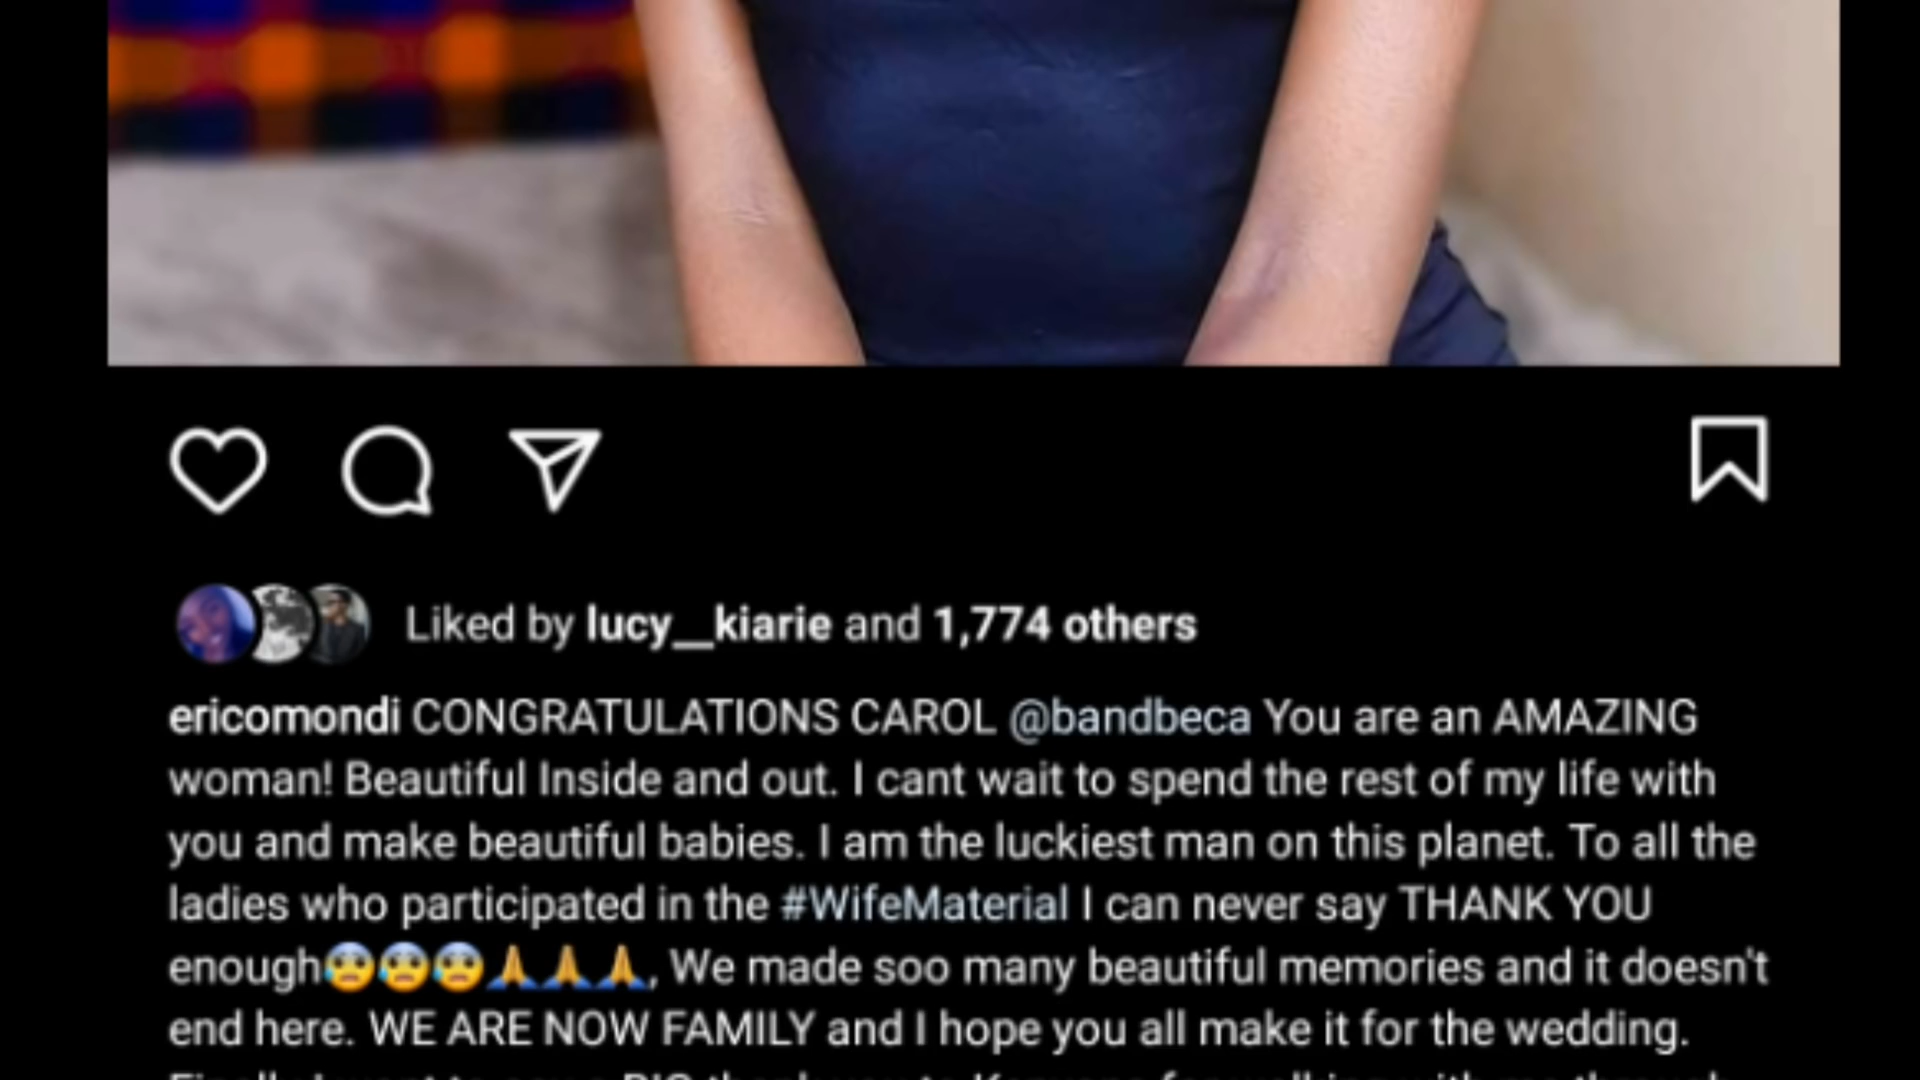 Liked by lucy__kiarie and 1,774 others
ericomondi CONGRATULATIONS CAROL @bandbeca You are an AMAZING
woman! Beautiful Inside and out. I cant wait to spend the rest of my life with
you and make beautiful babies. I am the luckiest man on this planet. To all the
ladies who participated in the #WifeMaterial I can never say THANK YOU
enough😰😰😰🙏🙏🙏, We made soo many beautiful memories and it doesn't
end here. WE ARE NOW FAMILY and I hope you all make it for the wedding.